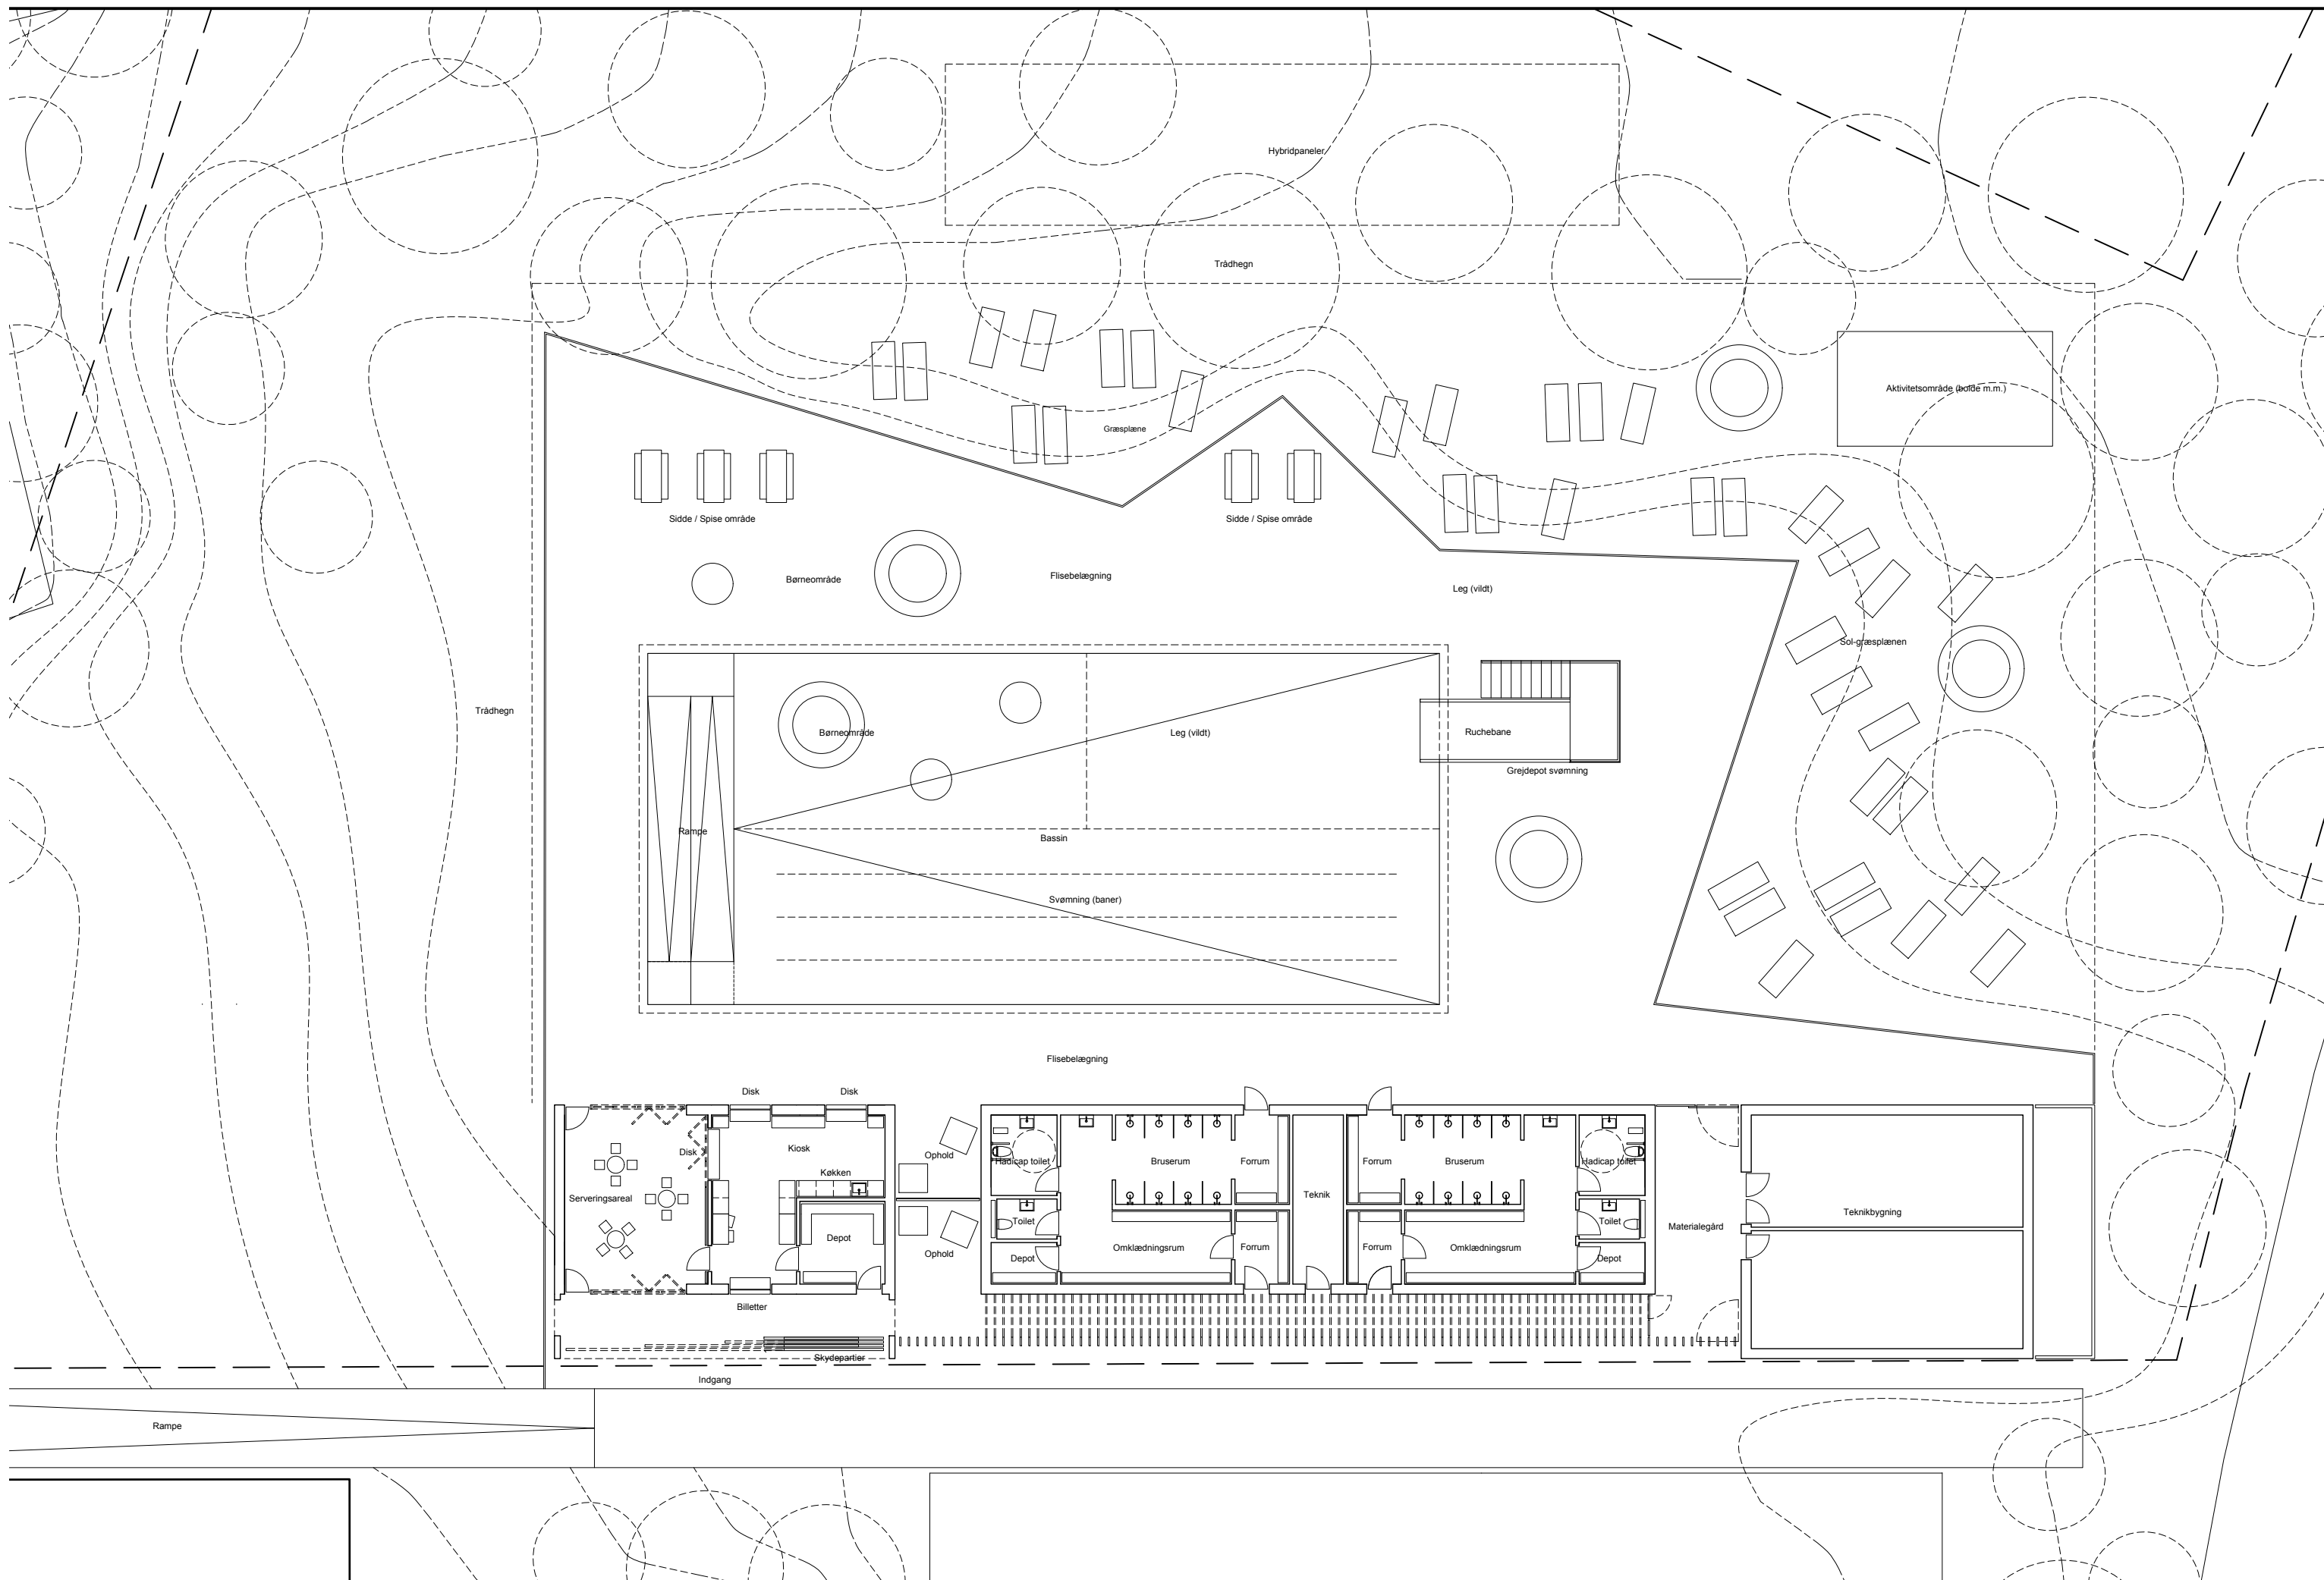 Hybridpaneler
Trådhegn
Aktivitetsområde (bolde m.m.)
Græsplæne
Sidde / Spise område
Sidde / Spise område
Børneområde
Flisebelægning
Leg (vildt)
Sol-græsplænen
Trådhegn
Børneområde
Leg (vildt)
Ruchebane
Grejdepot svømning
Rampe
Bassin
Svømning (baner)
Flisebelægning
Disk
Disk
Kiosk
Disk
Køkken
Serveringsareal
Depot
Billetter
Skydepartier
Indgang
Ophold
Ophold
Hadicap toilet
Bruserum
Forrum
Teknik
Forrum
Bruserum
Hadicap toilet
Toilet
Depot
Omklædningsrum
Forrum
Forrum
Omklædningsrum
Toilet
Depot
Materialegård
Teknikbygning
Rampe